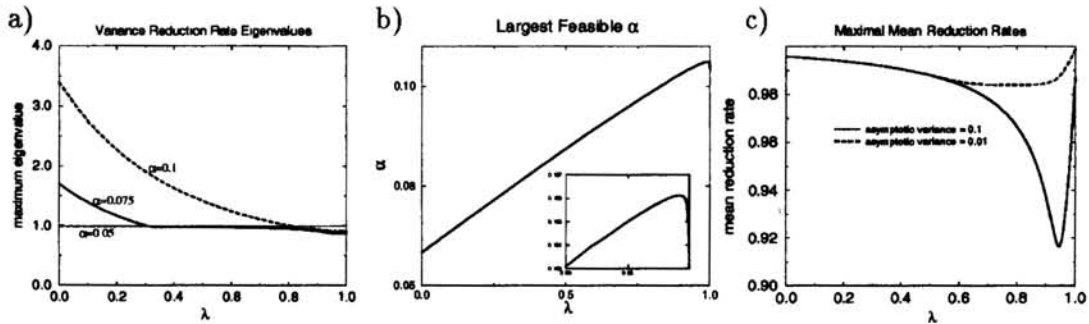 a)
Variance Reduction Rate Eigenvalues
maximum eigenvalue
4.0
3.0
2.0
1.0
0.0
α=0.1
α=0.075
α=0.05
0.0 0.2 0.4 0.6 0.8 1.0
λ
b)
Largest Feasible α
α
0.10
0.08
0.06
0.0 0.5 1.0
λ
c)
Maximal Mean Reduction Rates
mean reduction rate
0.98
0.98
0.94
0.92
0.90
asymptotic variance = 0.1
asymptotic variance = 0.01
0.0 0.2 0.4 0.6 0.8 1.0
λ